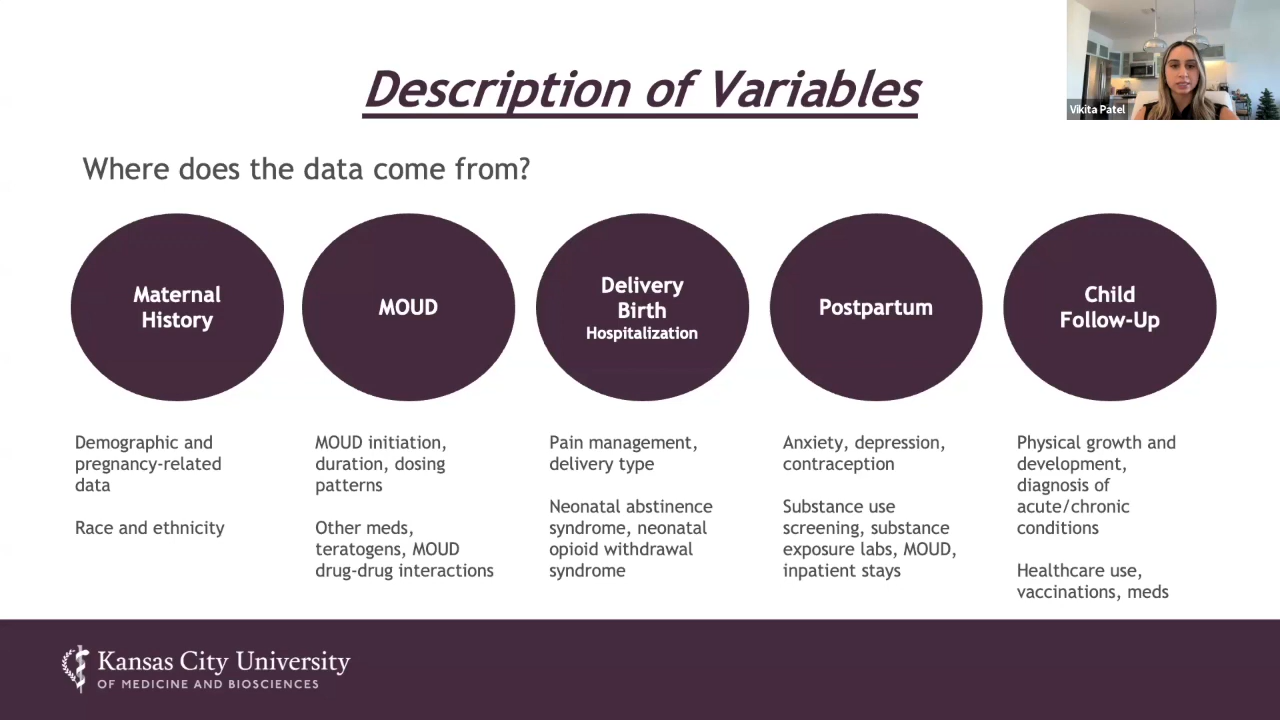 Description of Variables
Vikita Patel
Where does the data come from?
Maternal
History
MOUD
Delivery
Birth
Hospitalization
Postpartum
Child
Follow-Up
Demographic and
pregnancy-related
data
Race and ethnicity
MOUD initiation,
duration, dosing
patterns
Other meds,
teratogens, MOUD
drug-drug interactions
Pain management,
delivery type
Neonatal abstinence
syndrome, neonatal
opioid withdrawal
syndrome
Anxiety, depression,
contraception
Substance use
screening, substance
exposure labs, MOUD,
inpatient stays
Physical growth and
development,
diagnosis of
acute/chronic
conditions
Healthcare use,
vaccinations, meds
Kansas City University
OF MEDICINE AND BIOSCIENCES